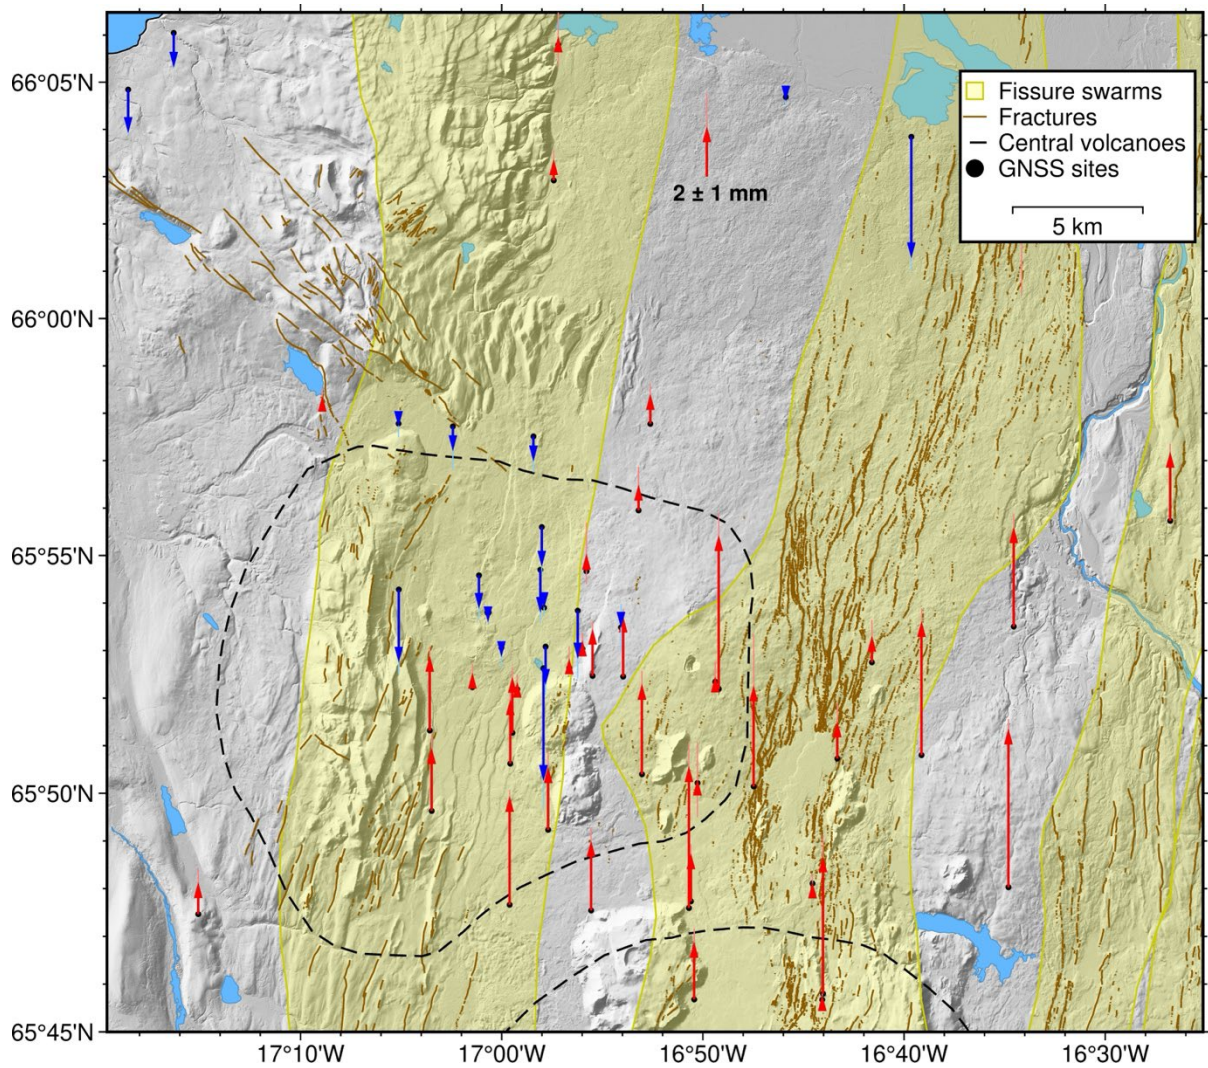 66°05'N
66°00'N
65°55'N
65°50'N
65°45'N
17°10'W
17°00'W
16°50'W
16°40'W
16°30'W
Fissure swarms
Fractures
Central volcanoes
GNSS sites
5 km
2 ± 1 mm